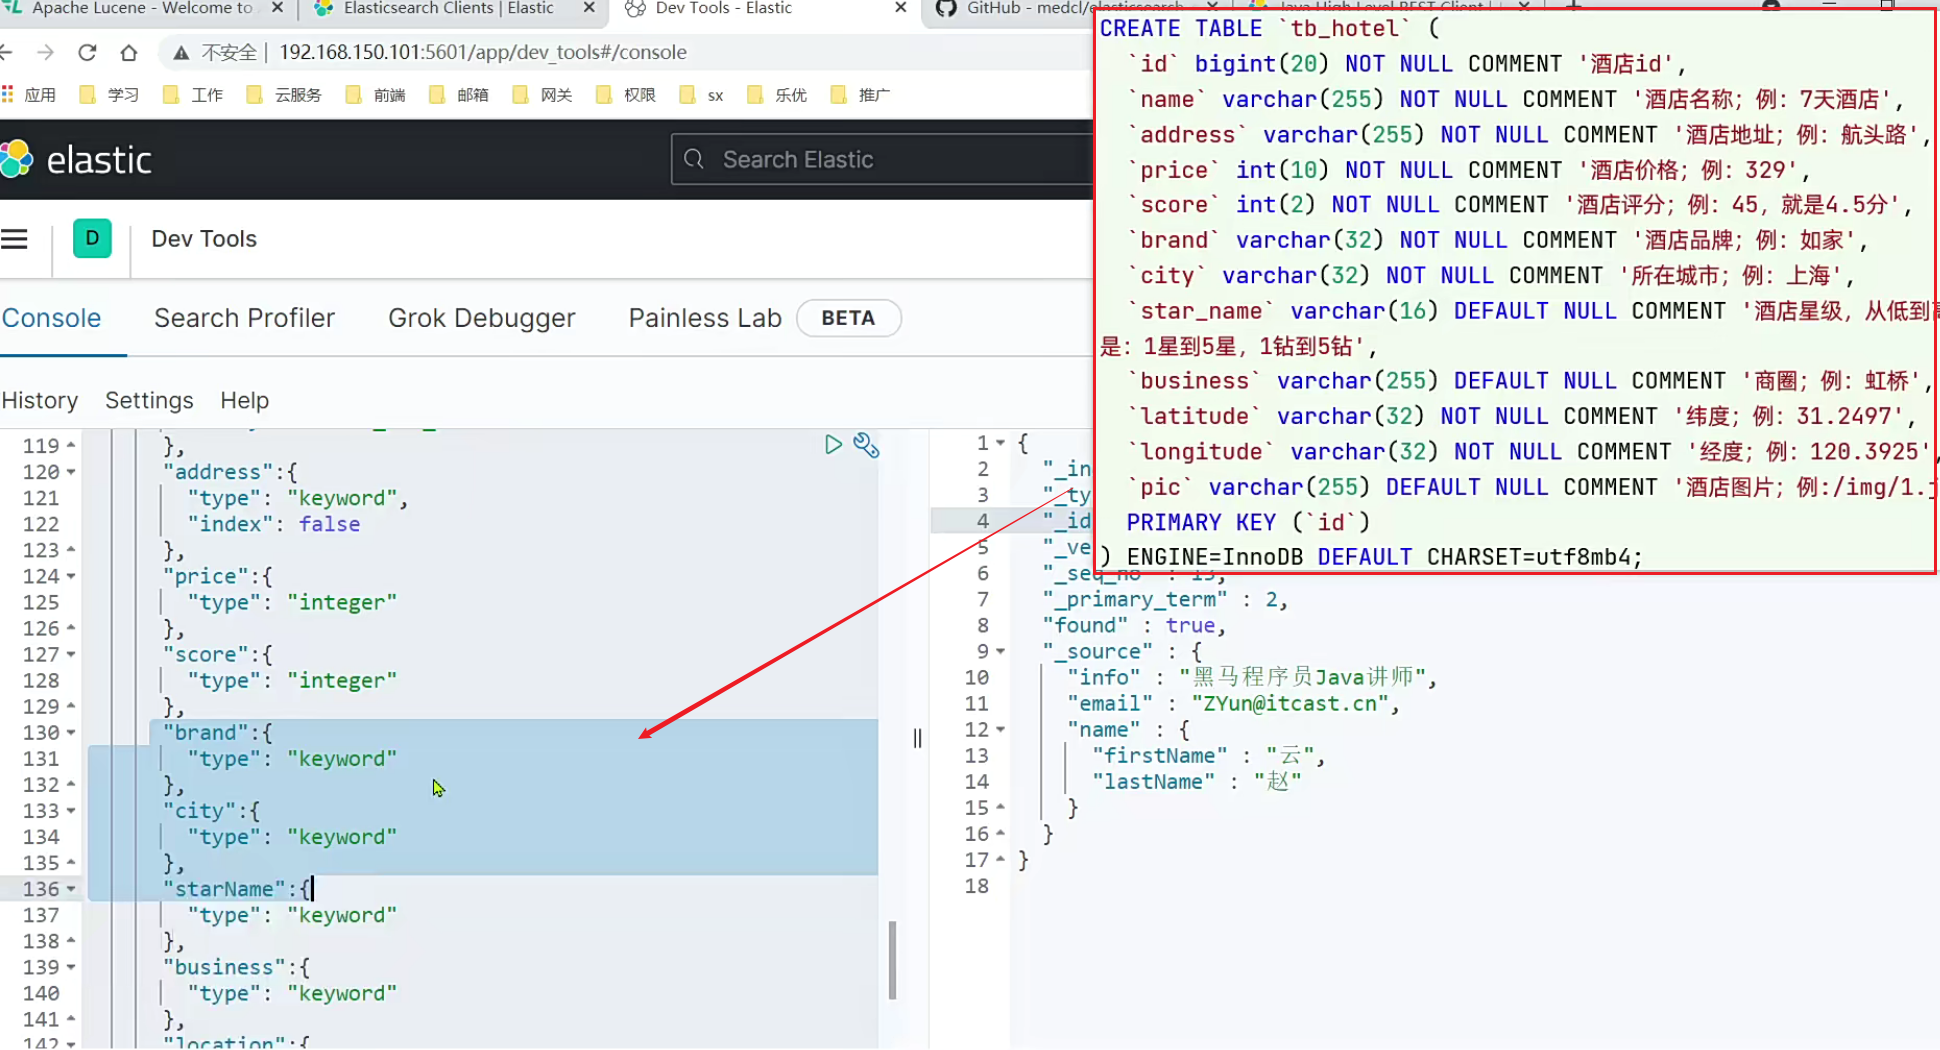 Apache Lucene - Welcome to
Elasticsearch Clients | Elastic
Dev Tools - Elastic
GitHub - medcl/elasticsearch
不安全 | 192.168.150.101:5601/app/dev_tools#/console
应用 学习 工作 云服务 前端 邮箱 网关 权限 sx 乐优 推广
elastic
Search Elastic
D
Dev Tools
Console Search Profiler Grok Debugger Painless Lab BETA
History Settings Help
119 },
120 "address":{
121 "type": "keyword",
122 "index": false
123 },
124 "price":{
125 "type": "integer"
126 },
127 "score":{
128 "type": "integer"
129 },
130 "brand":{
131 "type": "keyword"
132 },
133 "city":{
134 "type": "keyword"
135 },
136 "starName":{
137 "type": "keyword"
138 },
139 "business":{
140 "type": "keyword"
141 },
142 "location":{
1 {
2 "_in
3 "_ty
4 "_id
5 "_ve
6 "_seq_no" : 15,
7 "_primary_term" : 2,
8 "found" : true,
9 "_source" : {
10 "info" : "黑马程序员Java讲师",
11 "email" : "ZYun@itcast.cn",
12 "name" : {
13 "firstName" : "云",
14 "lastName" : "赵"
15 }
16 }
17 }
18
CREATE TABLE `tb_hotel` (
`id` bigint(20) NOT NULL COMMENT '酒店id',
`name` varchar(255) NOT NULL COMMENT '酒店名称；例：7天酒店',
`address` varchar(255) NOT NULL COMMENT '酒店地址；例：航头路',
`price` int(10) NOT NULL COMMENT '酒店价格；例：329',
`score` int(2) NOT NULL COMMENT '酒店评分；例：45，就是4.5分',
`brand` varchar(32) NOT NULL COMMENT '酒店品牌；例：如家',
`city` varchar(32) NOT NULL COMMENT '所在城市；例：上海',
`star_name` varchar(16) DEFAULT NULL COMMENT '酒店星级，从低到高
是：1星到5星，1钻到5钻',
`business` varchar(255) DEFAULT NULL COMMENT '商圈；例：虹桥',
`latitude` varchar(32) NOT NULL COMMENT '纬度；例：31.2497',
`longitude` varchar(32) NOT NULL COMMENT '经度；例：120.3925',
`pic` varchar(255) DEFAULT NULL COMMENT '酒店图片；例:/img/1.j
PRIMARY KEY (`id`)
) ENGINE=InnoDB DEFAULT CHARSET=utf8mb4;